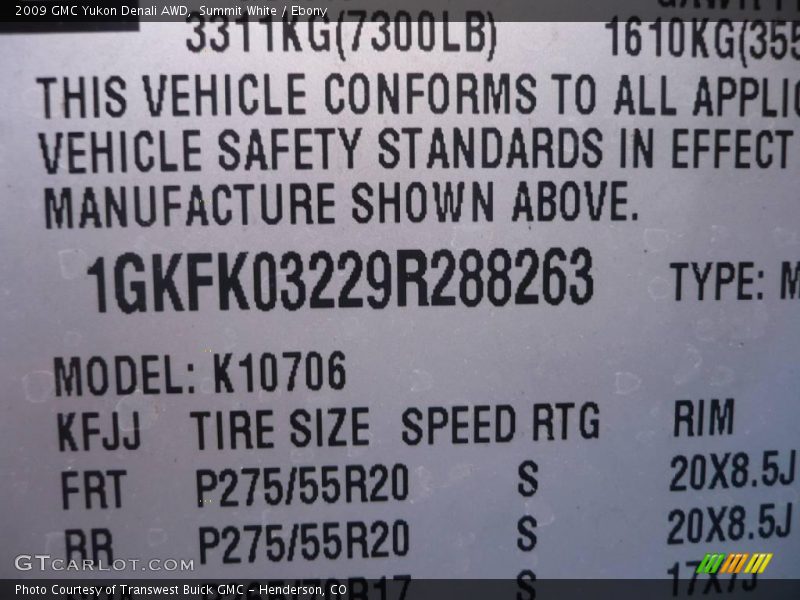 2009 GMC Yukon Denali AWD, Summit White / Ebony
3311KG(7300LB) 1610KG(355
THIS VEHICLE CONFORMS TO ALL APPLIC
VEHICLE SAFETY STANDARDS IN EFFECT
MANUFACTURE SHOWN ABOVE.
1GKFK03229R288263 TYPE: M
MODEL: K10706
KFJJ TIRE SIZE SPEED RTG RIM
FRT P275/55R20 S 20X8.5J
RR P275/55R20 S 20X8.5J
S 17X7J
GTCARLOT.COM
Photo Courtesy of Transwest Buick GMC – Henderson, CO